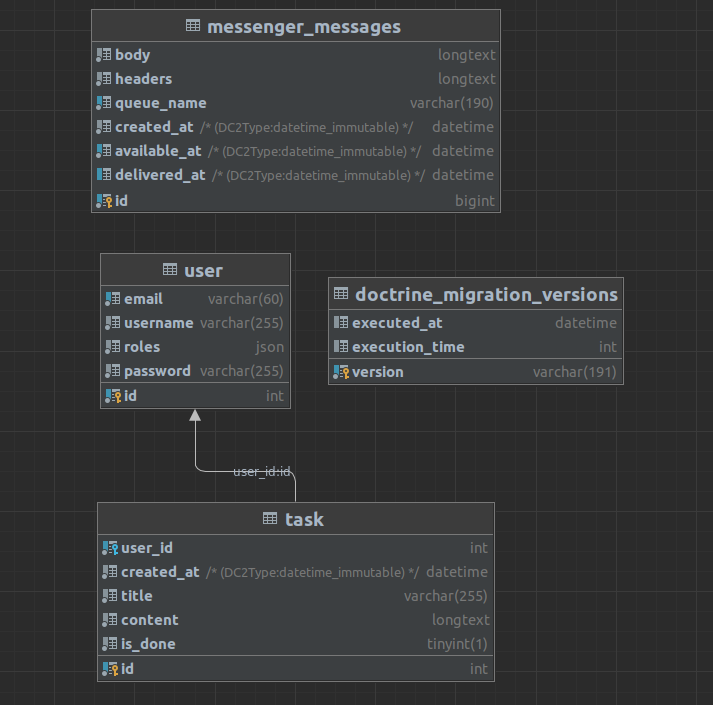 messenger_messages
body longtext
headers longtext
queue_name varchar(190)
created_at /* (DC2Type:datetime_immutable) */ datetime
available_at /* (DC2Type:datetime_immutable) */ datetime
delivered_at /* (DC2Type:datetime_immutable) */ datetime
id bigint
user
email varchar(60)
username varchar(255)
roles json
password varchar(255)
id int
doctrine_migration_versions
executed_at datetime
execution_time int
version varchar(191)
user_id:id
task
user_id int
created_at /* (DC2Type:datetime_immutable) */ datetime
title varchar(255)
content longtext
is_done tinyint(1)
id int